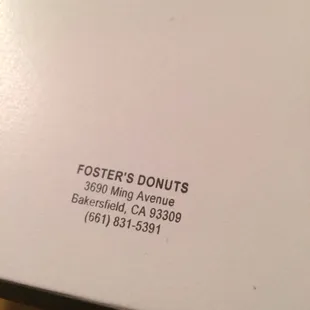 FOSTER'S DONUTS
3690 Ming Avenue
Bakersfield, CA 93309
(661) 831-5391